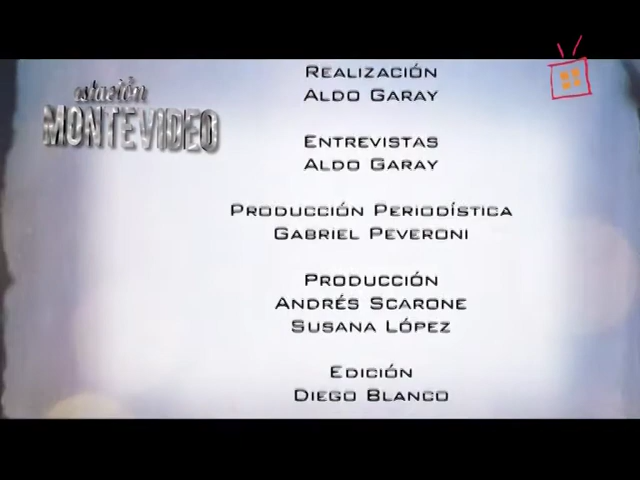 estación
MONTEVIDEO
REALIZACIÓN
ALDO GARAY
ENTREVISTAS
ALDO GARAY
PRODUCCIÓN PERIODÍSTICA
GABRIEL PEVERONI
PRODUCCIÓN
ANDRÉS SCARONE
SUSANA LÓPEZ
EDICIÓN
DIEGO BLANCO